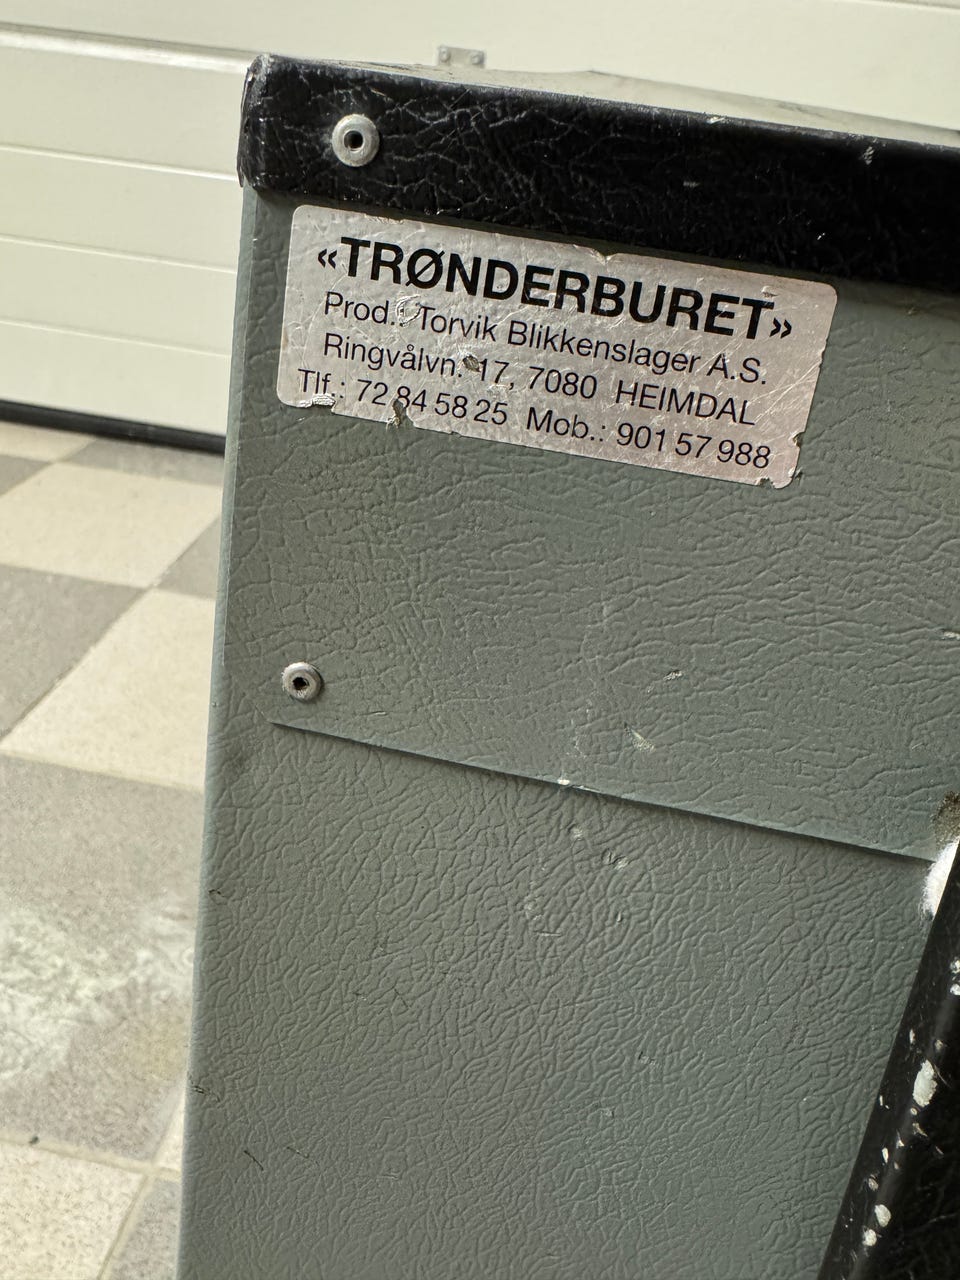 «TRØNDERBURET»
Prod.: Torvik Blikkenslager A.S.
Ringvålvn. 17, 7080 HEIMDAL
Tlf.: 72 84 58 25 Mob.: 901 57 988